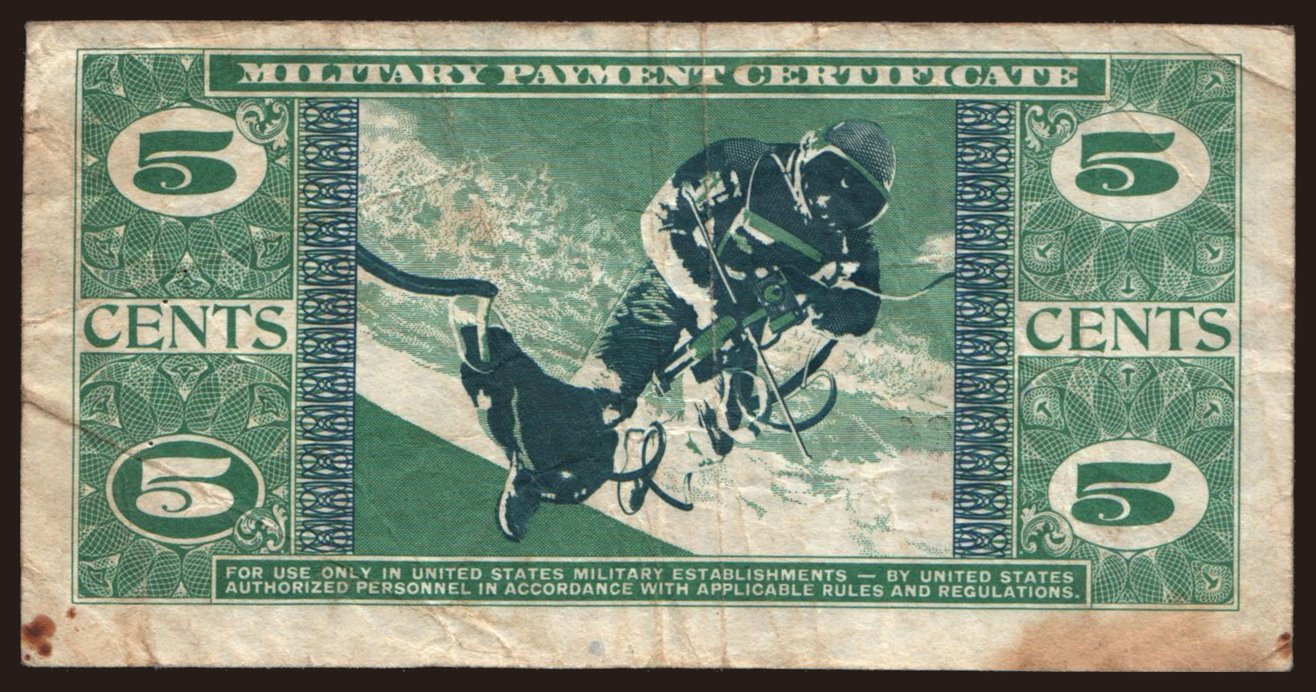 MILITARY PAYMENT CERTIFICATE
5
5
CENTS
CENTS
5
5
FOR USE ONLY IN UNITED STATES MILITARY ESTABLISHMENTS — BY UNITED STATES
AUTHORIZED PERSONNEL IN ACCORDANCE WITH APPLICABLE RULES AND REGULATIONS.